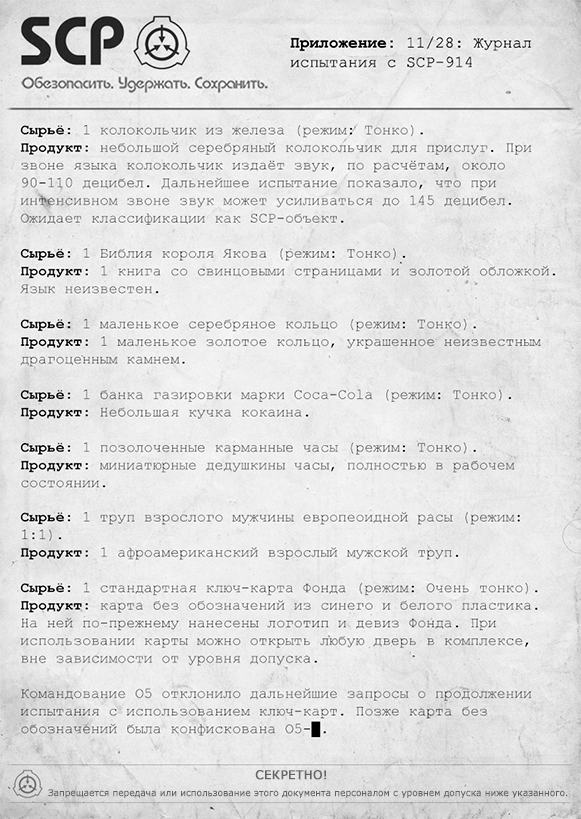 SCP
Обезопасить. Удержать. Сохранить.
Приложение: 11/28: Журнал
испытания с SCP-914
Сырьё: 1 колокольчик из железа (режим: Тонко).
Продукт: небольшой серебряный колокольчик для прислуг. При
звоне языка колокольчик издаёт звук, по расчётам, около
90-110 децибел. Дальнейшее испытание показало, что при
интенсивном звоне звук может усиливаться до 145 децибел.
Ожидает классификации как SCP-объект.
Сырьё: 1 Библия короля Якова (режим: Тонко).
Продукт: 1 книга со свинцовыми страницами и золотой обложкой.
Язык неизвестен.
Сырьё: 1 маленькое серебряное кольцо (режим: Тонко).
Продукт: 1 маленькое золотое кольцо, украшенное неизвестным
драгоценным камнем.
Сырьё: 1 банка газировки марки Coca-Cola (режим: Тонко).
Продукт: Небольшая кучка кокаина.
Сырьё: 1 позолоченные карманные часы (режим: Тонко).
Продукт: миниатюрные дедушкины часы, полностью в рабочем
состоянии.
Сырьё: 1 труп взрослого мужчины европеоидной расы (режим:
1:1).
Продукт: 1 афроамериканский взрослый мужской труп.
Сырьё: 1 стандартная ключ-карта Фонда (режим: Очень тонко).
Продукт: карта без обозначений из синего и белого пластика.
На ней по-прежнему нанесены логотип и девиз Фонда. При
использовании карты можно открыть любую дверь в комплексе,
вне зависимости от уровня допуска.
Командование О5 отклонило дальнейшие запросы о продолжении
испытания с использованием ключ-карт. Позже карта без
обозначений была конфискована О5-█.
СЕКРЕТНО!
Запрещается передача или использование этого документа персоналом с уровнем допуска ниже указанного.